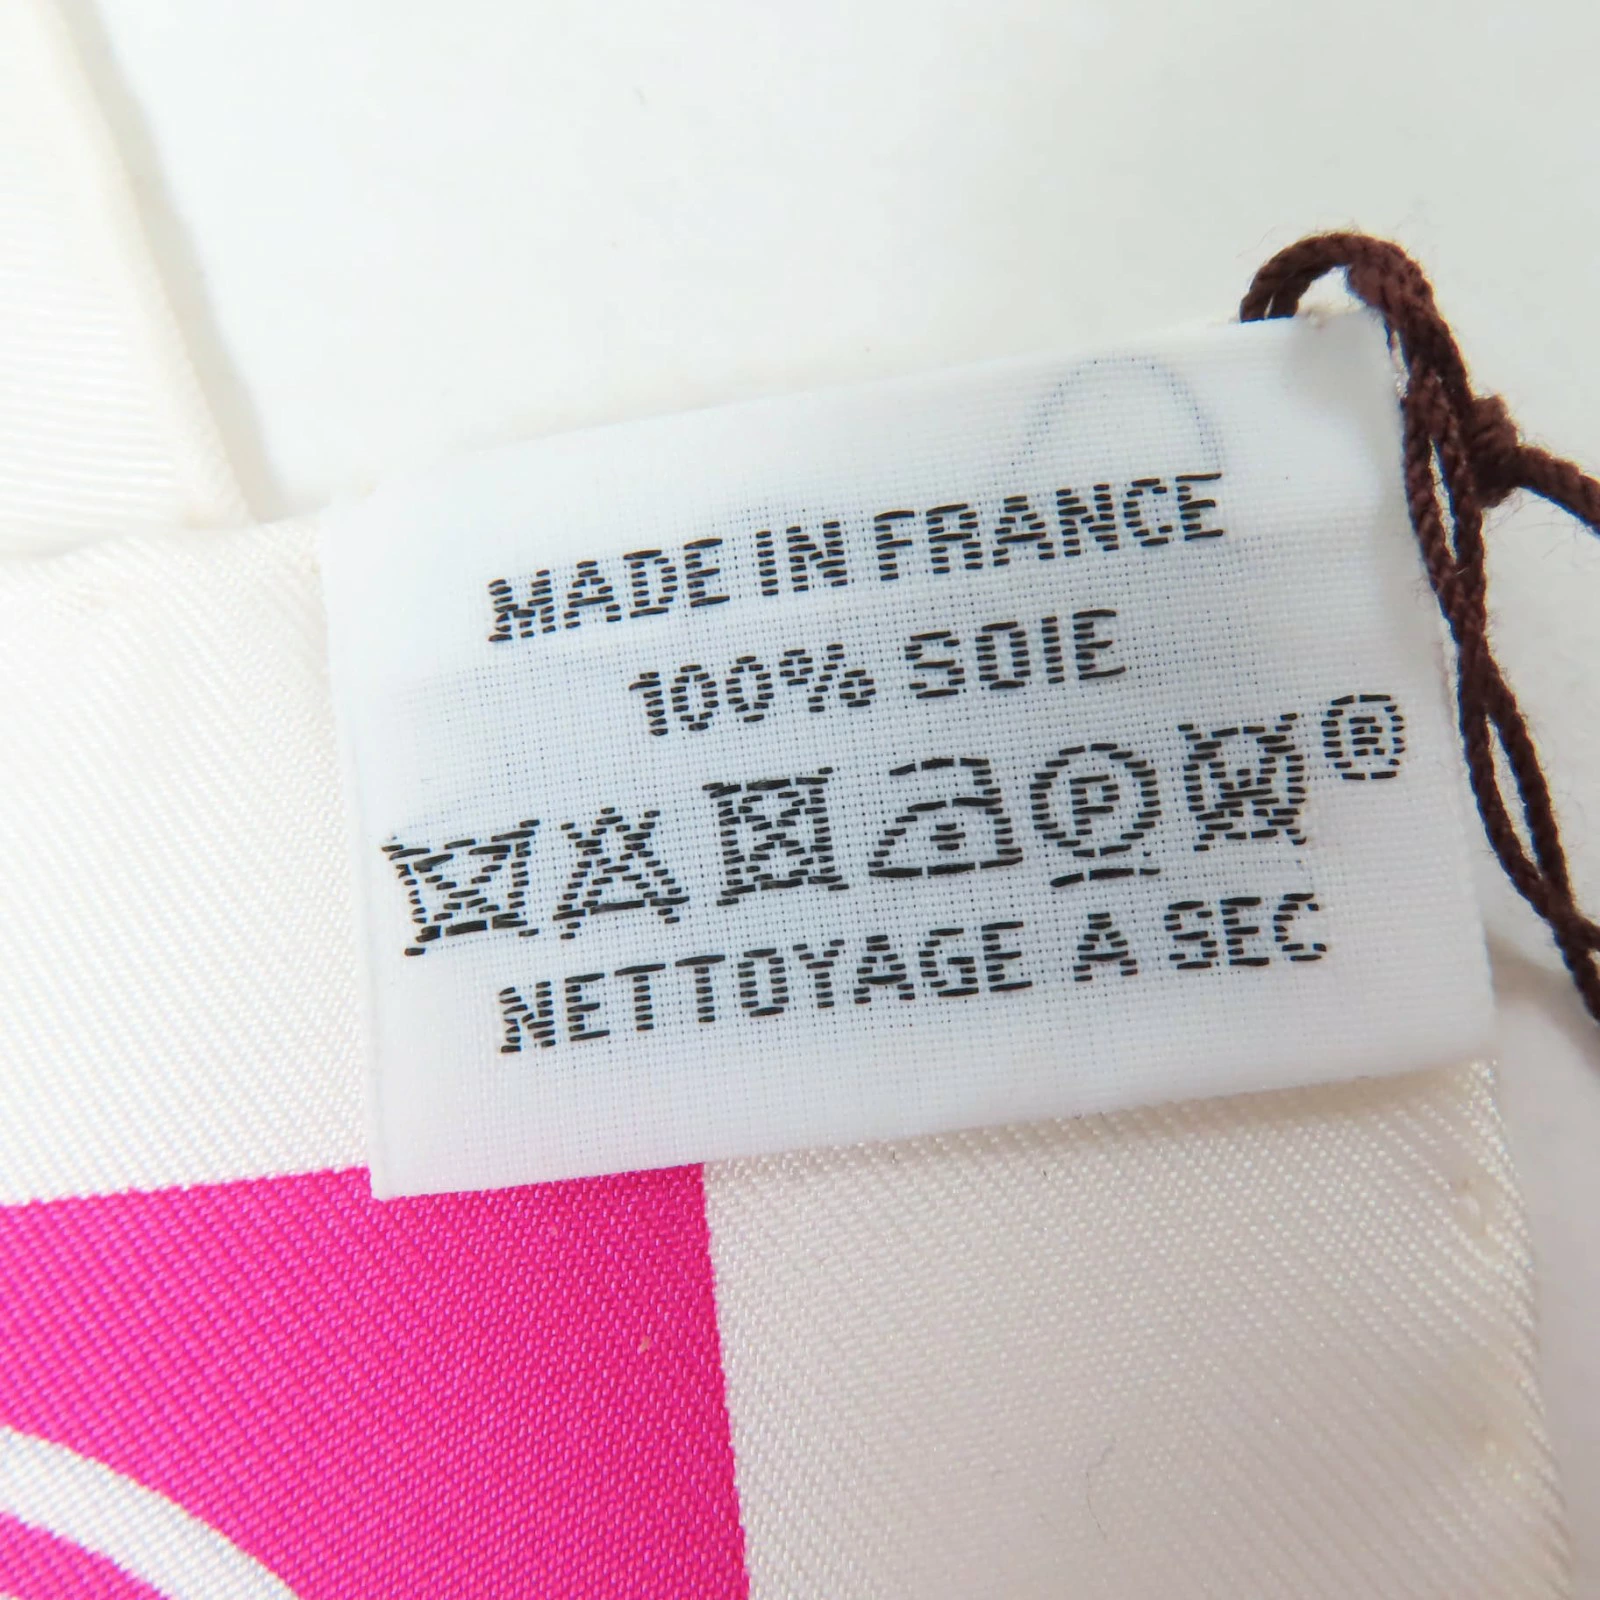 MADE IN FRANCE
100% SOIE
P W ®
NETTOYAGE A SEC